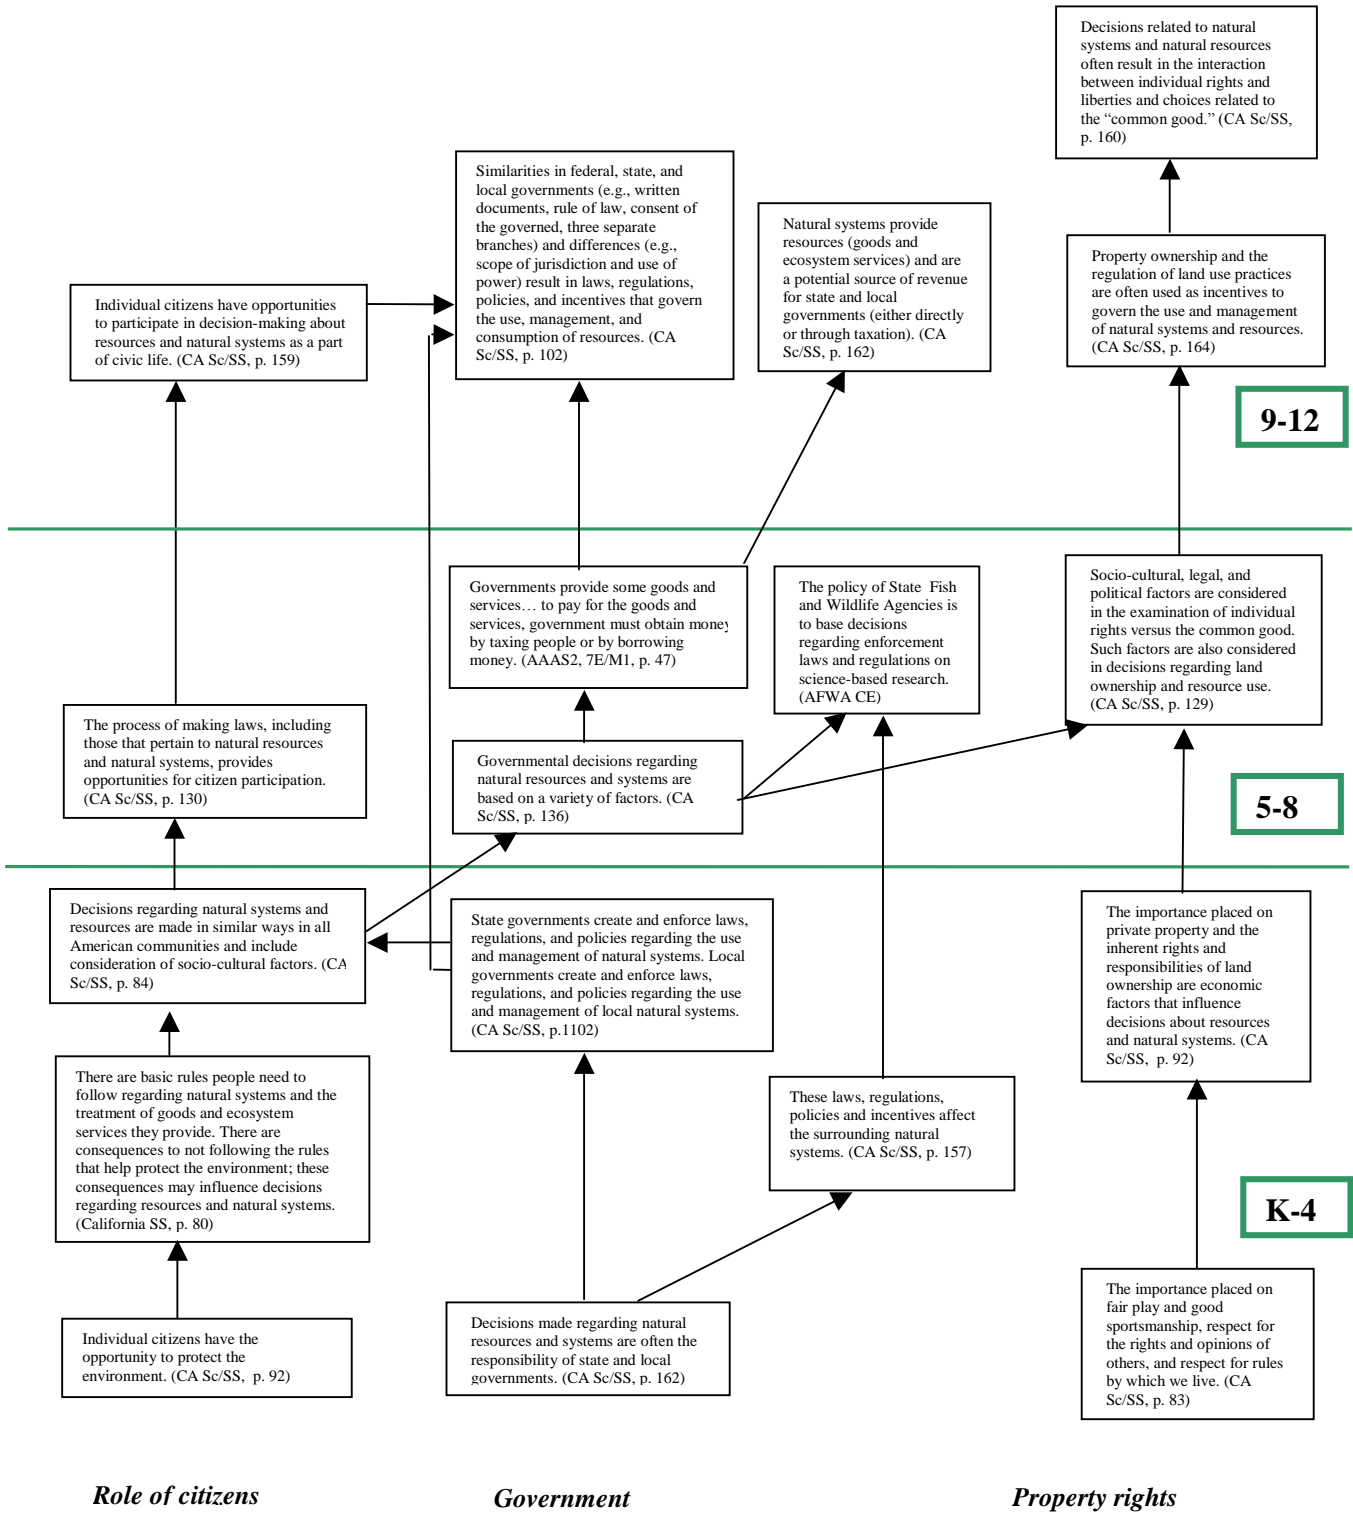 Decisions related to natural
systems and natural resources
often result in the interaction
between individual rights and
liberties and choices related to
the “common good.” (CA Sc/SS,
p. 160)
Similarities in federal, state, and
local governments (e.g., written
documents, rule of law, consent of
the governed, three separate
branches) and differences (e.g.,
scope of jurisdiction and use of
power) result in laws, regulations,
policies, and incentives that govern
the use, management, and
consumption of resources. (CA
Sc/SS, p. 102)
Natural systems provide
resources (goods and
ecosystem services) and are
a potential source of revenue
for state and local
governments (either directly
or through taxation). (CA
Sc/SS, p. 162)
Property ownership and the
regulation of land use practices
are often used as incentives to
govern the use and management
of natural systems and resources.
(CA Sc/SS, p. 164)
Individual citizens have opportunities
to participate in decision-making about
resources and natural systems as a part
of civic life. (CA Sc/SS, p. 159)
9-12
Governments provide some goods and
services… to pay for the goods and
services, government must obtain money
by taxing people or by borrowing
money. (AAAS2, 7E/M1, p. 47)
The policy of State Fish
and Wildlife Agencies is
to base decisions
regarding enforcement
laws and regulations on
science-based research.
(AFWA CE)
Socio-cultural, legal, and
political factors are considered
in the examination of individual
rights versus the common good.
Such factors are also considered
in decisions regarding land
ownership and resource use.
(CA Sc/SS, p. 129)
The process of making laws, including
those that pertain to natural resources
and natural systems, provides
opportunities for citizen participation.
(CA Sc/SS, p. 130)
Governmental decisions regarding
natural resources and systems are
based on a variety of factors. (CA
Sc/SS, p. 136)
5-8
Decisions regarding natural systems and
resources are made in similar ways in all
American communities and include
consideration of socio-cultural factors. (CA
Sc/SS, p. 84)
State governments create and enforce laws,
regulations, and policies regarding the use
and management of natural systems. Local
governments create and enforce laws,
regulations, and policies regarding the use
and management of local natural systems.
(CA Sc/SS, p.1102)
The importance placed on
private property and the
inherent rights and
responsibilities of land
ownership are economic
factors that influence
decisions about resources
and natural systems. (CA
Sc/SS, p. 92)
There are basic rules people need to
follow regarding natural systems and the
treatment of goods and ecosystem
services they provide. There are
consequences to not following the rules
that help protect the environment; these
consequences may influence decisions
regarding resources and natural systems.
(California SS, p. 80)
These laws, regulations,
policies and incentives affect
the surrounding natural
systems. (CA Sc/SS, p. 157)
K-4
Individual citizens have the
opportunity to protect the
environment. (CA Sc/SS, p. 92)
Decisions made regarding natural
resources and systems are often the
responsibility of state and local
governments. (CA Sc/SS, p. 162)
The importance placed on
fair play and good
sportsmanship, respect for
the rights and opinions of
others, and respect for rules
by which we live. (CA
Sc/SS, p. 83)
Role of citizens
Government
Property rights